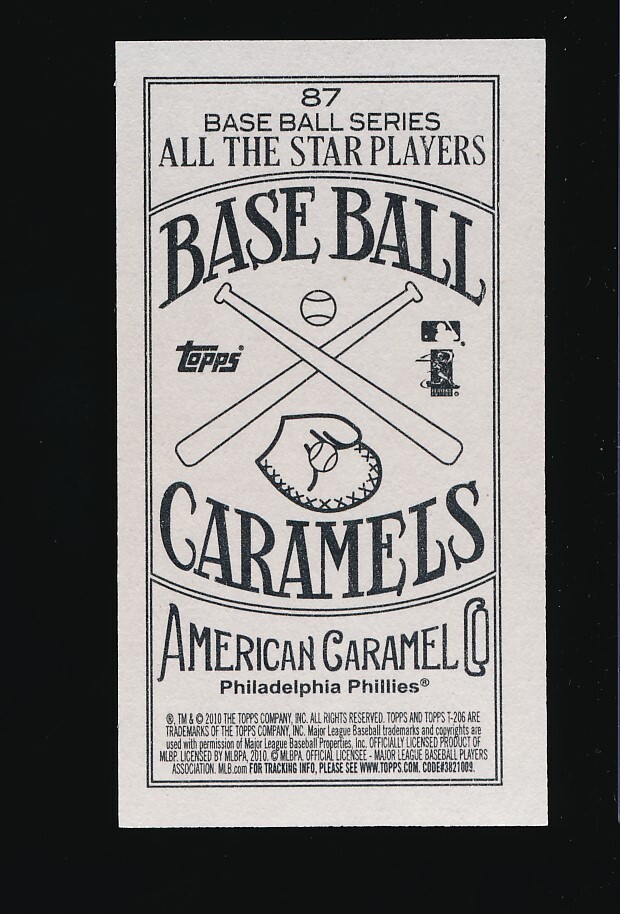 87
BASE BALL SERIES
ALL THE STAR PLAYERS
BASE BALL
Topps®
CARAMELS
AMERICAN CARAMEL CO
Philadelphia Phillies®
®, TM & © 2010 THE TOPPS COMPANY, INC. ALL RIGHTS RESERVED. TOPPS AND TOPPS T-206 ARE
TRADEMARKS OF THE TOPPS COMPANY, INC. Major League Baseball trademarks and copyrights are
used with permission of Major League Baseball Properties, Inc. OFFICIALLY LICENSED PRODUCT OF
MLBP. LICENSED BY MLBPA, 2010. © MLBPA. OFFICIAL LICENSEE - MAJOR LEAGUE BASEBALL PLAYERS
ASSOCIATION. MLB.com FOR TRACKING INFO, PLEASE SEE WWW.TOPPS.COM. CODE#3821009.